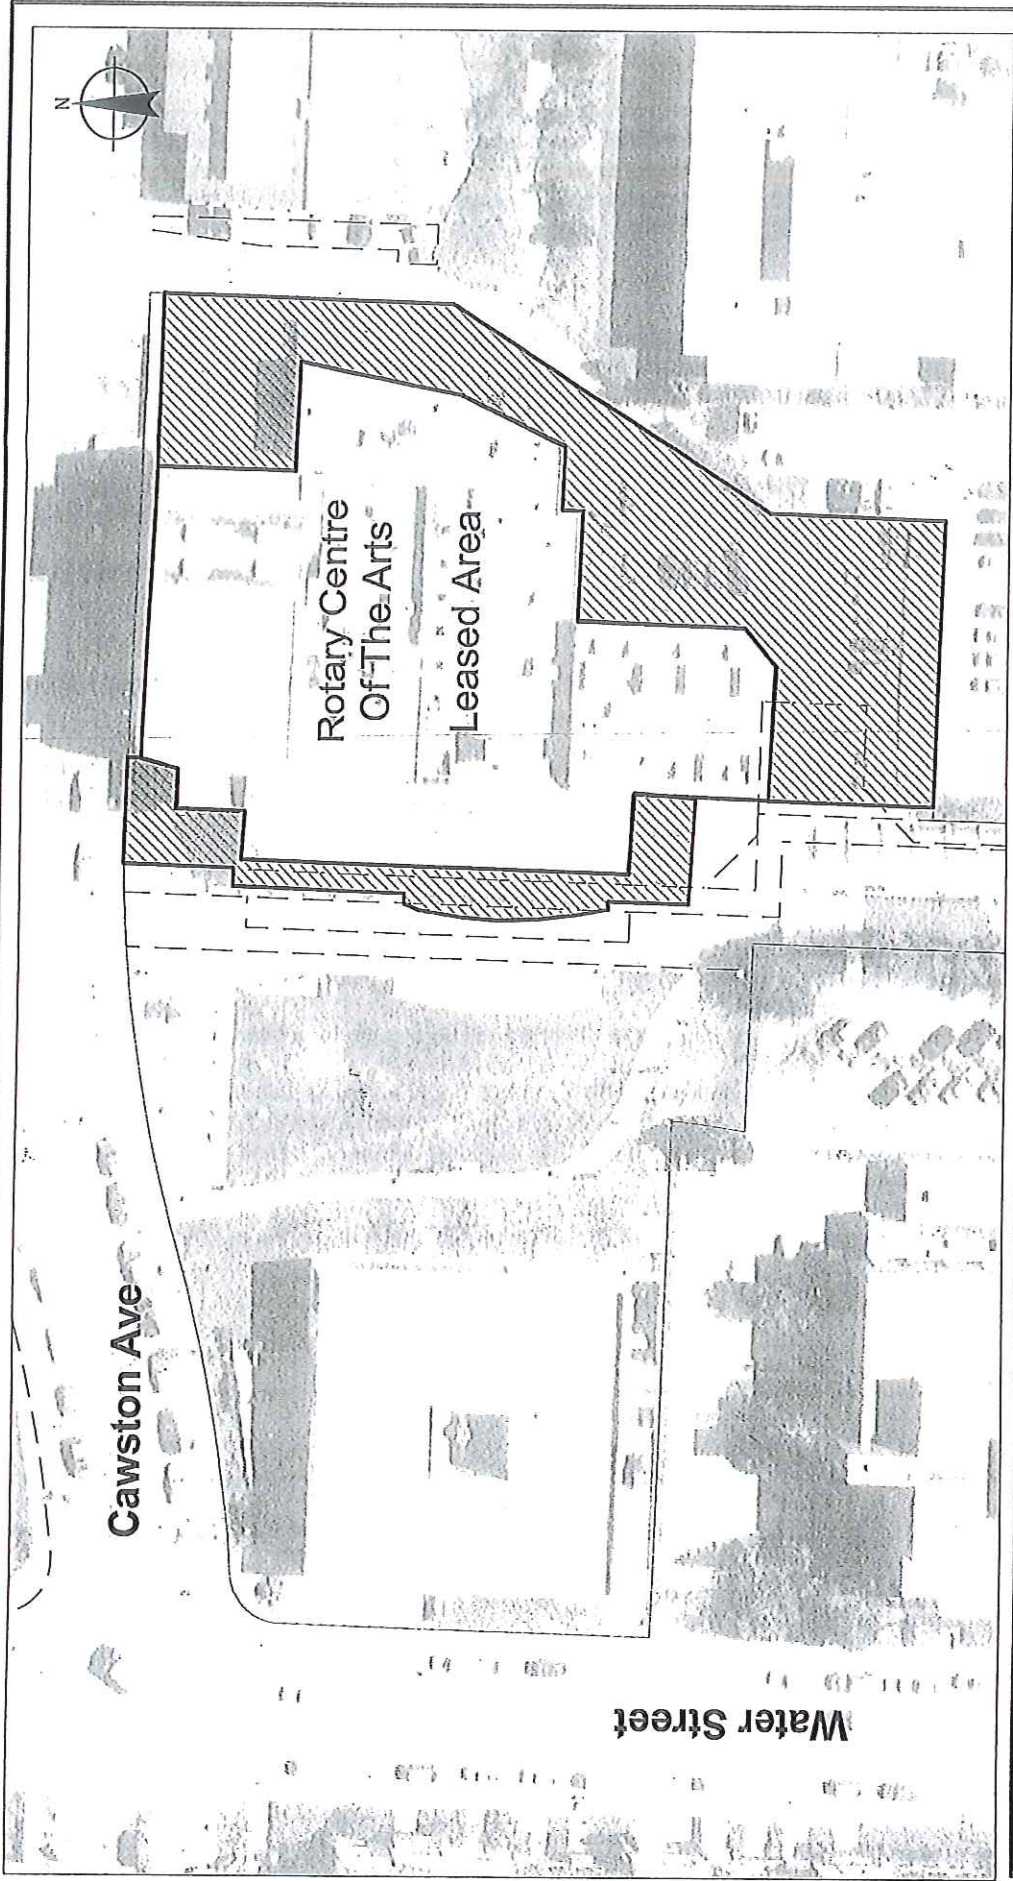 N
Rotary Centre
Of The Arts
Leased Area
Cawston Ave
Water Street